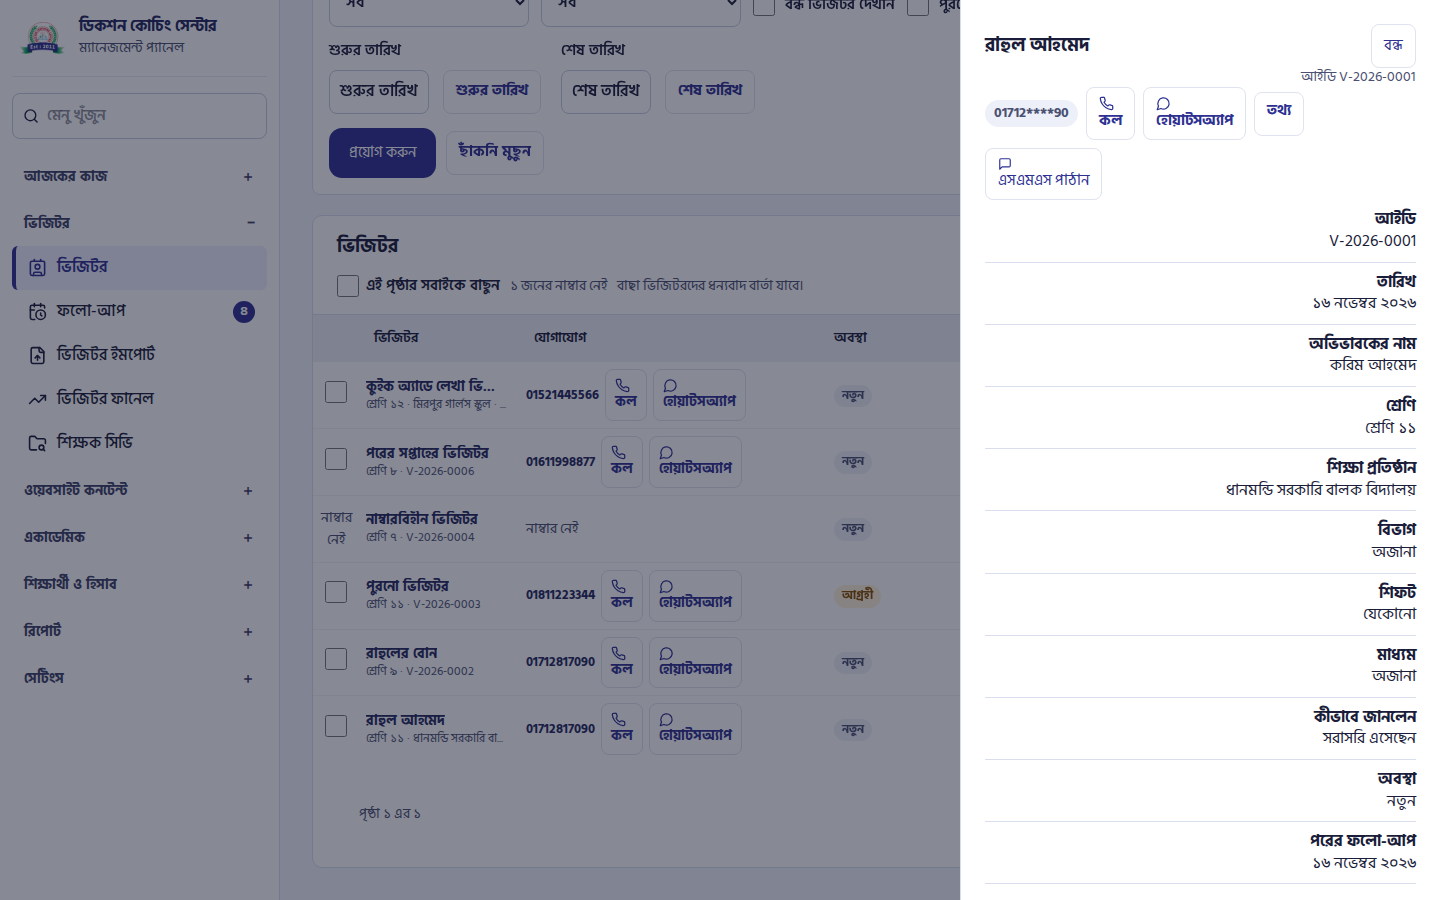 ডিকশন কোচিং সেন্টার
ম্যানেজমেন্ট প্যানেল
Est : 2011
মেনু খুঁজুন
আজকের কাজ +
ভিজিটর −
ভিজিটর
ফলো-আপ 8
ভিজিটর ইমপোর্ট
ভিজিটর ফানেল
শিক্ষক সিভি
ওয়েবসাইট কনটেন্ট +
একাডেমিক +
শিক্ষার্থী ও হিসাব +
রিপোর্ট +
সেটিংস +
সব সব বন্ধ ভিজিটর দেখান
শুরুর তারিখ শেষ তারিখ
শুরুর তারিখ শুরুর তারিখ শেষ তারিখ শেষ তারিখ
প্রয়োগ করুন ছাঁকনি মুছুন
ভিজিটর
এই পৃষ্ঠার সবাইকে বাছুন ১ জনের নাম্বার নেই বাছা ভিজিটরদের ধন্যবাদ বার্তা যাবে।
ভিজিটর যোগাযোগ অবস্থা
কুইক অ্যাডে লেখা ভি...
শ্রেণি ১২ · মিরপুর গার্লস স্কুল · ...
01521445566 কল হোয়াটসঅ্যাপ নতুন
পরের সপ্তাহের ভিজিটর
শ্রেণি ৮ · V-2026-0006
01611998877 কল হোয়াটসঅ্যাপ নতুন
নাম্বার নেই
নাম্বারবিহীন ভিজিটর
শ্রেণি ৭ · V-2026-0004
নাম্বার নেই নতুন
পুরনো ভিজিটর
শ্রেণি ১১ · V-2026-0003
01811223344 কল হোয়াটসঅ্যাপ আগ্রহী
রাহুলের বোন
শ্রেণি ৯ · V-2026-0002
01712817090 কল হোয়াটসঅ্যাপ নতুন
রাহুল আহমেদ
শ্রেণি ১১ · ধানমন্ডি সরকারি বা...
01712817090 কল হোয়াটসঅ্যাপ নতুন
পৃষ্ঠা ১ এর ১
রাহুল আহমেদ বন্ধ
আইডি V-2026-0001
01712****90 কল হোয়াটসঅ্যাপ তথ্য
এসএমএস পাঠান
আইডি
V-2026-0001
তারিখ
১৬ নভেম্বর ২০২৬
অভিভাবকের নাম
করিম আহমেদ
শ্রেণি
শ্রেণি ১১
শিক্ষা প্রতিষ্ঠান
ধানমন্ডি সরকারি বালক বিদ্যালয়
বিভাগ
অজানা
শিফট
যেকোনো
মাধ্যম
অজানা
কীভাবে জানলেন
সরাসরি এসেছেন
অবস্থা
নতুন
পরের ফলো-আপ
১৬ নভেম্বর ২০২৬